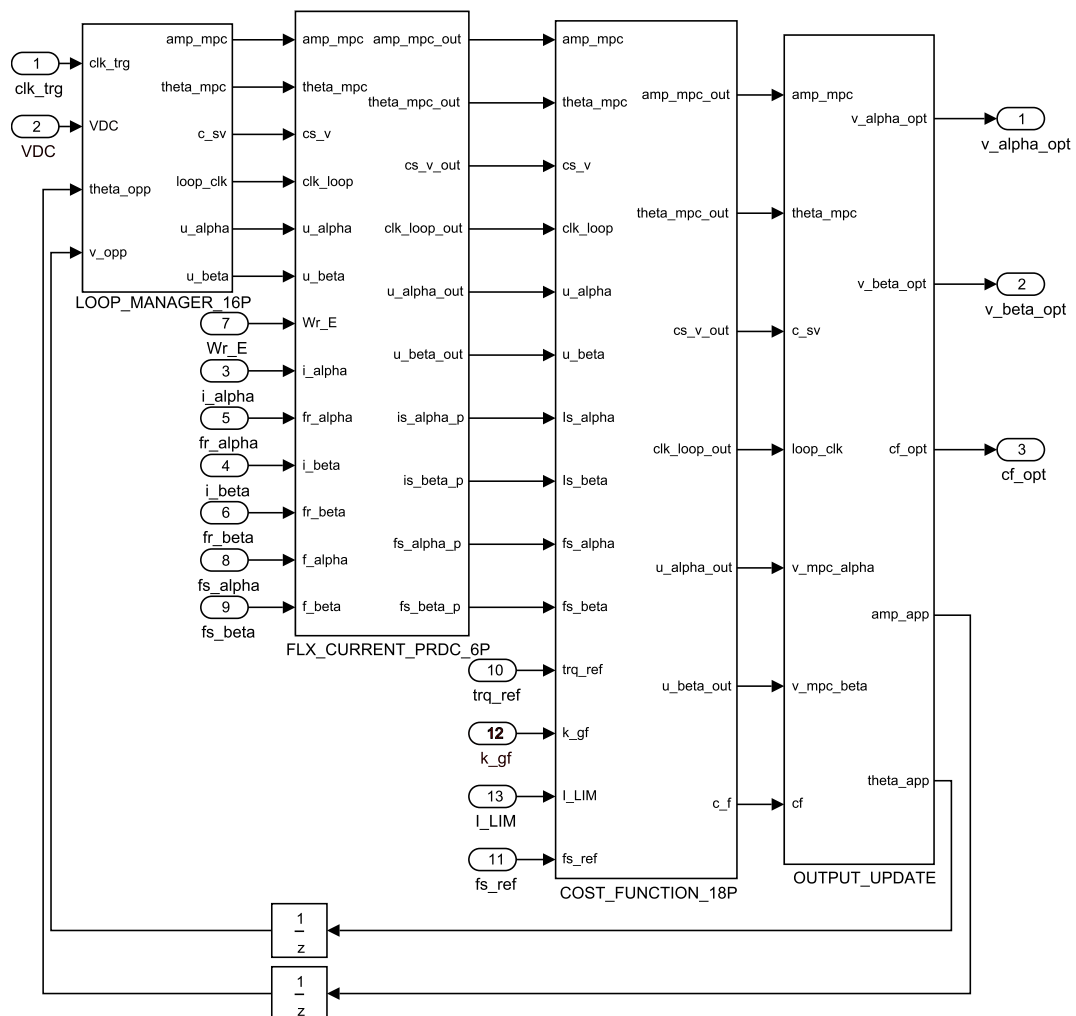 1
clk_trg
2
VDC
clk_trg
VDC
theta_opp
v_opp
amp_mpc
theta_mpc
c_sv
loop_clk
u_alpha
u_beta
LOOP_MANAGER_16P
7
Wr_E
3
i_alpha
5
fr_alpha
4
i_beta
6
fr_beta
8
fs_alpha
9
fs_beta
amp_mpc
theta_mpc
cs_v
clk_loop
u_alpha
u_beta
Wr_E
i_alpha
fr_alpha
i_beta
fr_beta
f_alpha
f_beta
amp_mpc_out
theta_mpc_out
cs_v_out
clk_loop_out
u_alpha_out
u_beta_out
is_alpha_p
is_beta_p
fs_alpha_p
fs_beta_p
FLX_CURRENT_PRDC_6P
10
trq_ref
12
k_gf
13
I_LIM
11
fs_ref
amp_mpc
theta_mpc
cs_v
clk_loop
u_alpha
u_beta
Is_alpha
Is_beta
fs_alpha
fs_beta
trq_ref
k_gf
I_LIM
fs_ref
amp_mpc_out
theta_mpc_out
cs_v_out
clk_loop_out
u_alpha_out
u_beta_out
c_f
COST_FUNCTION_18P
amp_mpc
theta_mpc
c_sv
loop_clk
v_mpc_alpha
v_mpc_beta
cf
v_alpha_opt
v_beta_opt
cf_opt
amp_app
theta_app
OUTPUT_UPDATE
1
v_alpha_opt
2
v_beta_opt
3
cf_opt
1
z
1
z